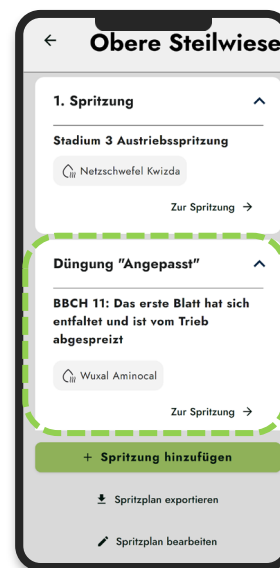 Obere Steilwiese
1. Spritzung
Stadium 3 Austriebsspritzung
Netzschwefel Kwizda
Zur Spritzung →
Düngung "Angepasst"
BBCH 11: Das erste Blatt hat sich
entfaltet und ist vom Trieb
abgespreizt
Wuxal Aminocal
Zur Spritzung →
+ Spritzung hinzufügen
Spritzplan exportieren
Spritzplan bearbeiten